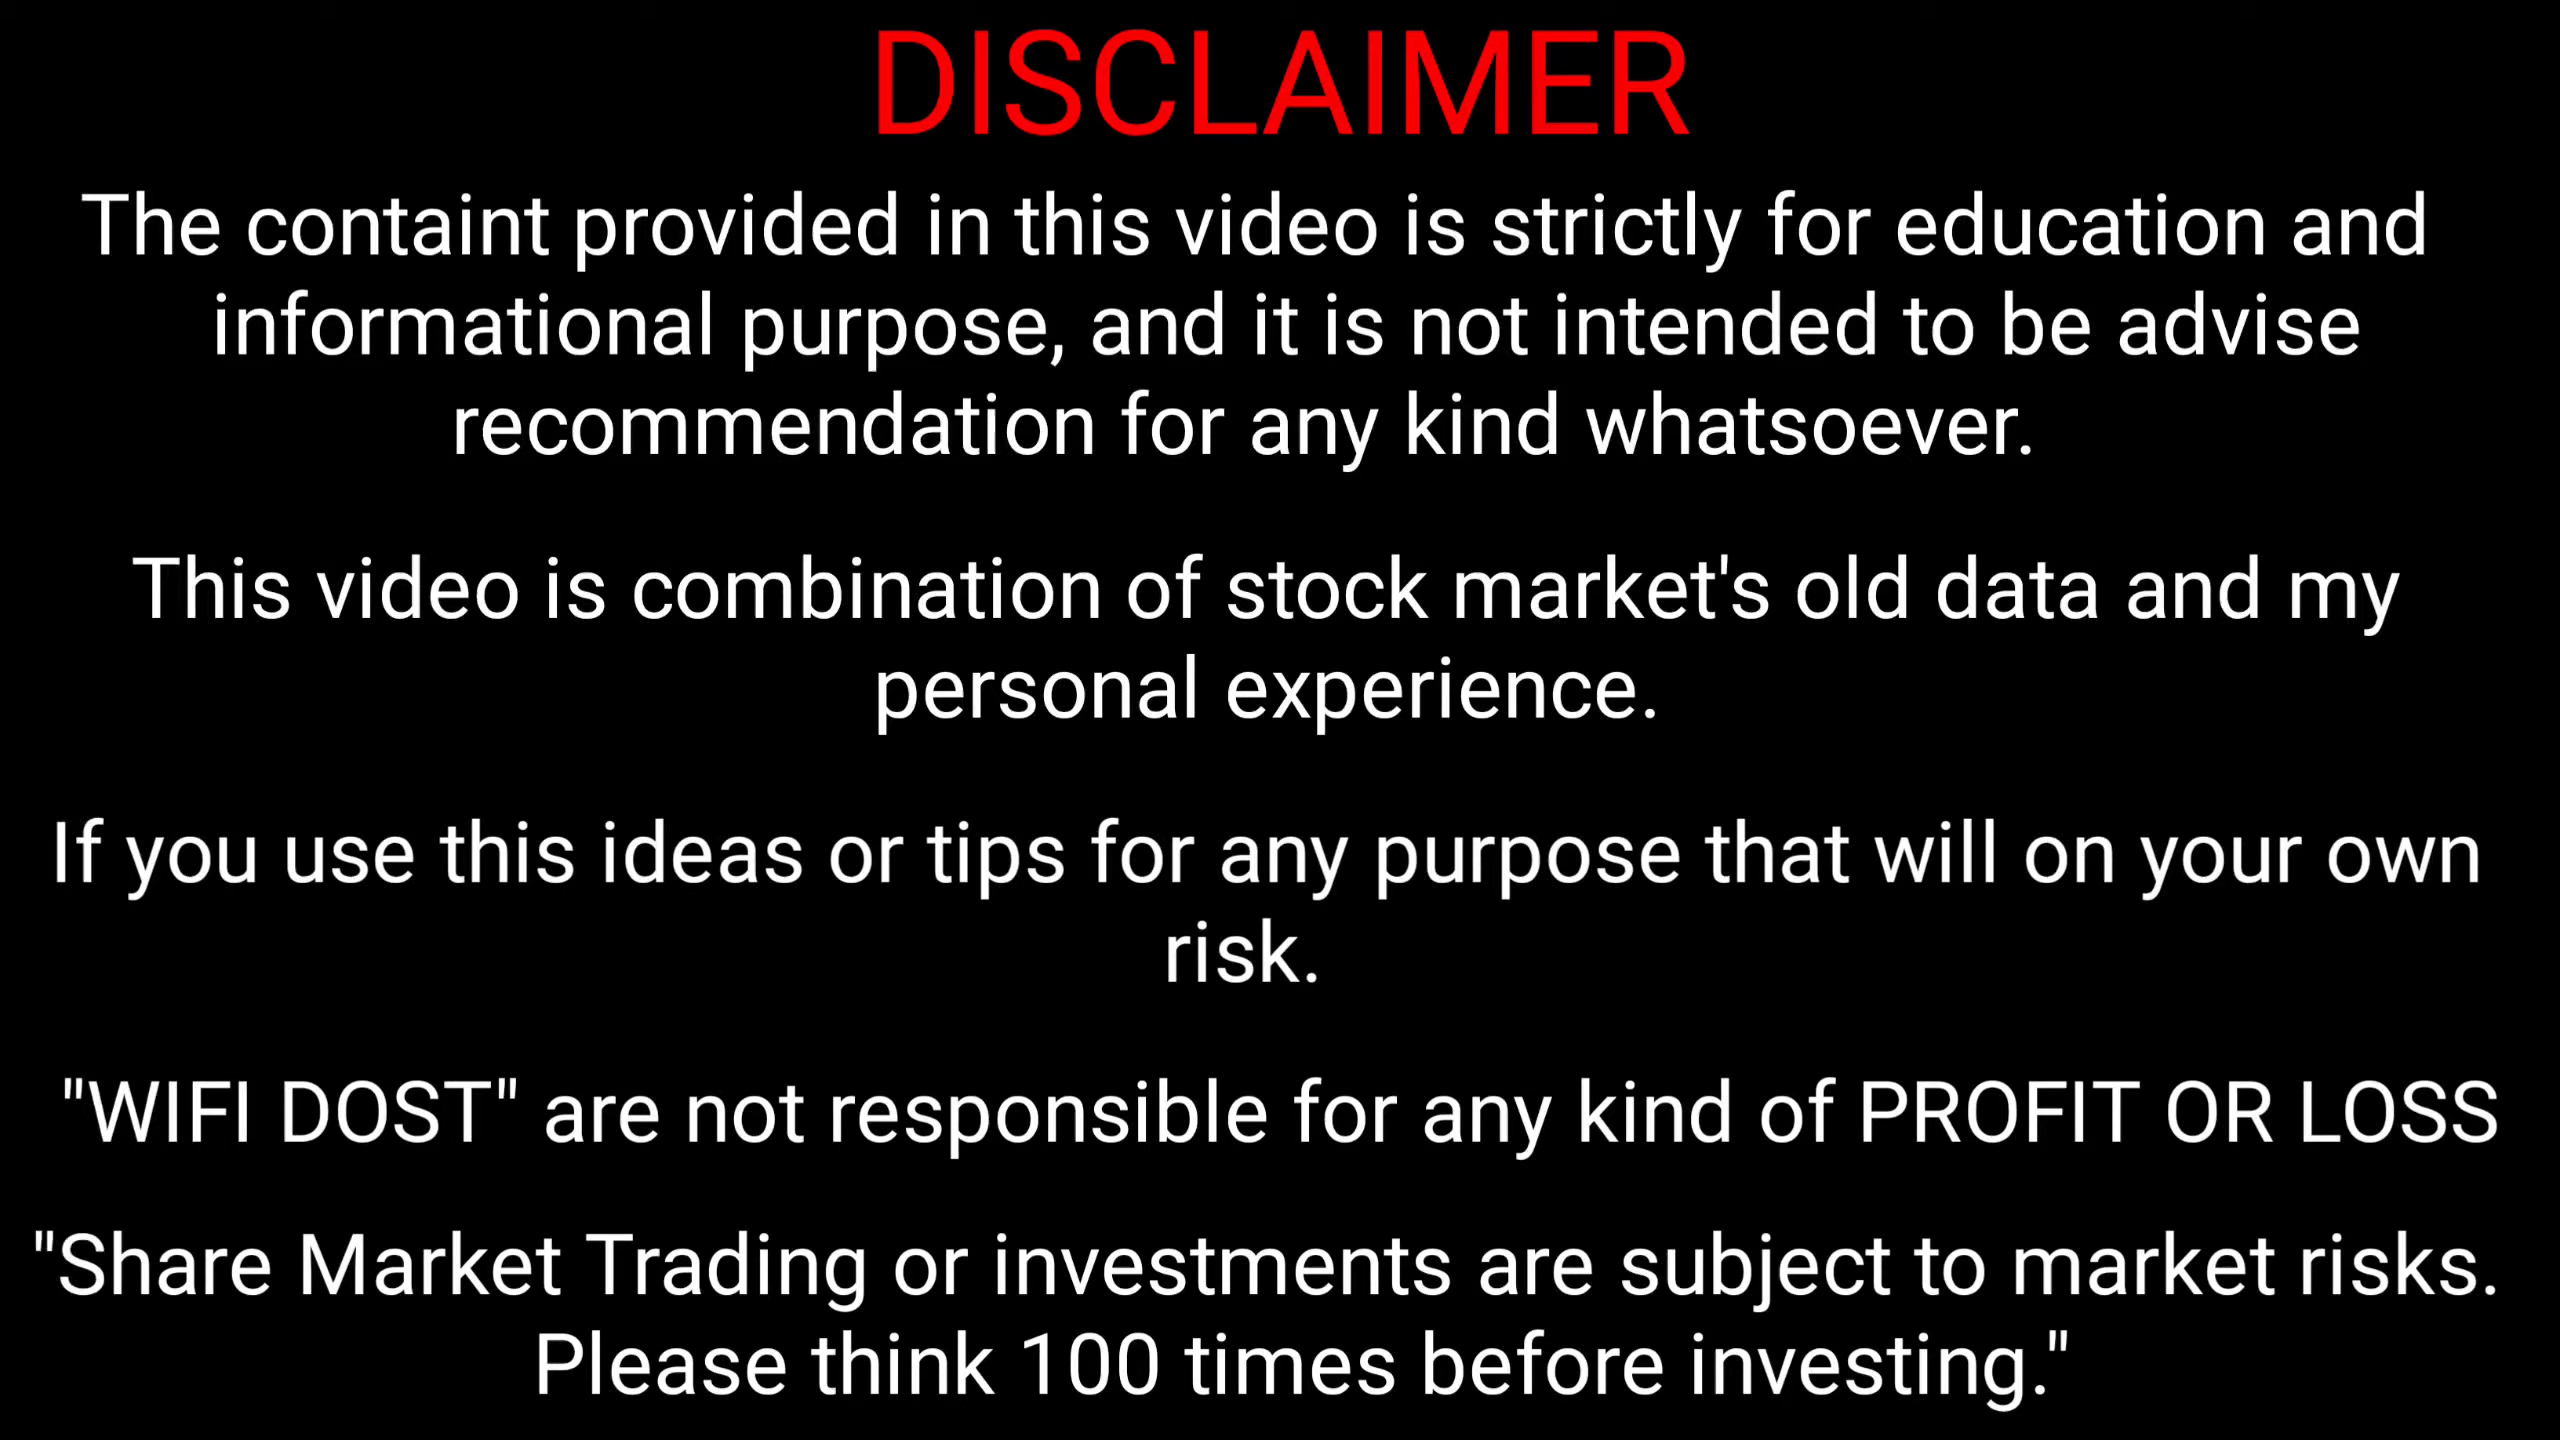 DISCLAIMER
The containt provided in this video is strictly for education and
informational purpose, and it is not intended to be advise
recommendation for any kind whatsoever.
This video is combination of stock market's old data and my
personal experience.
If you use this ideas or tips for any purpose that will on your own
risk.
"WIFI DOST" are not responsible for any kind of PROFIT OR LOSS
"Share Market Trading or investments are subject to market risks.
Please think 100 times before investing."